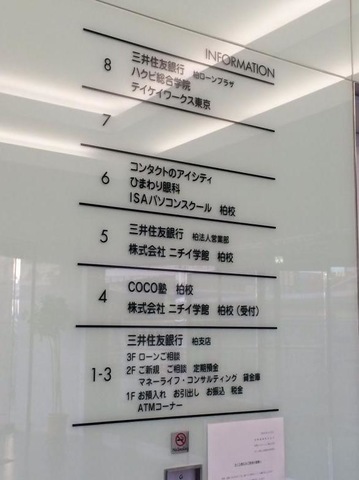 INFORMATION
8 三井住友銀行 柏ローンプラザ
ハクビ総合学院
テイケイワークス東京
7
6 コンタクトのアイシティ
ひまわり眼科
ISAパソコンスクール 柏校
5 三井住友銀行 柏法人営業部
株式会社 ニチイ学館 柏校
4 COCO塾 柏校
株式会社 ニチイ学館 柏校(受付)
1-3 三井住友銀行 柏支店
3F ローンご相談
2F ご新規 ご相談 定期預金
マネーライフ・コンサルティング 貸金庫
1F お預入れ お引出し お振込 税金
ATMコーナー